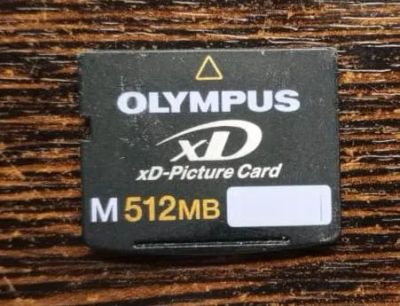 OLYMPUS
xD
xD-Picture Card
M 512MB